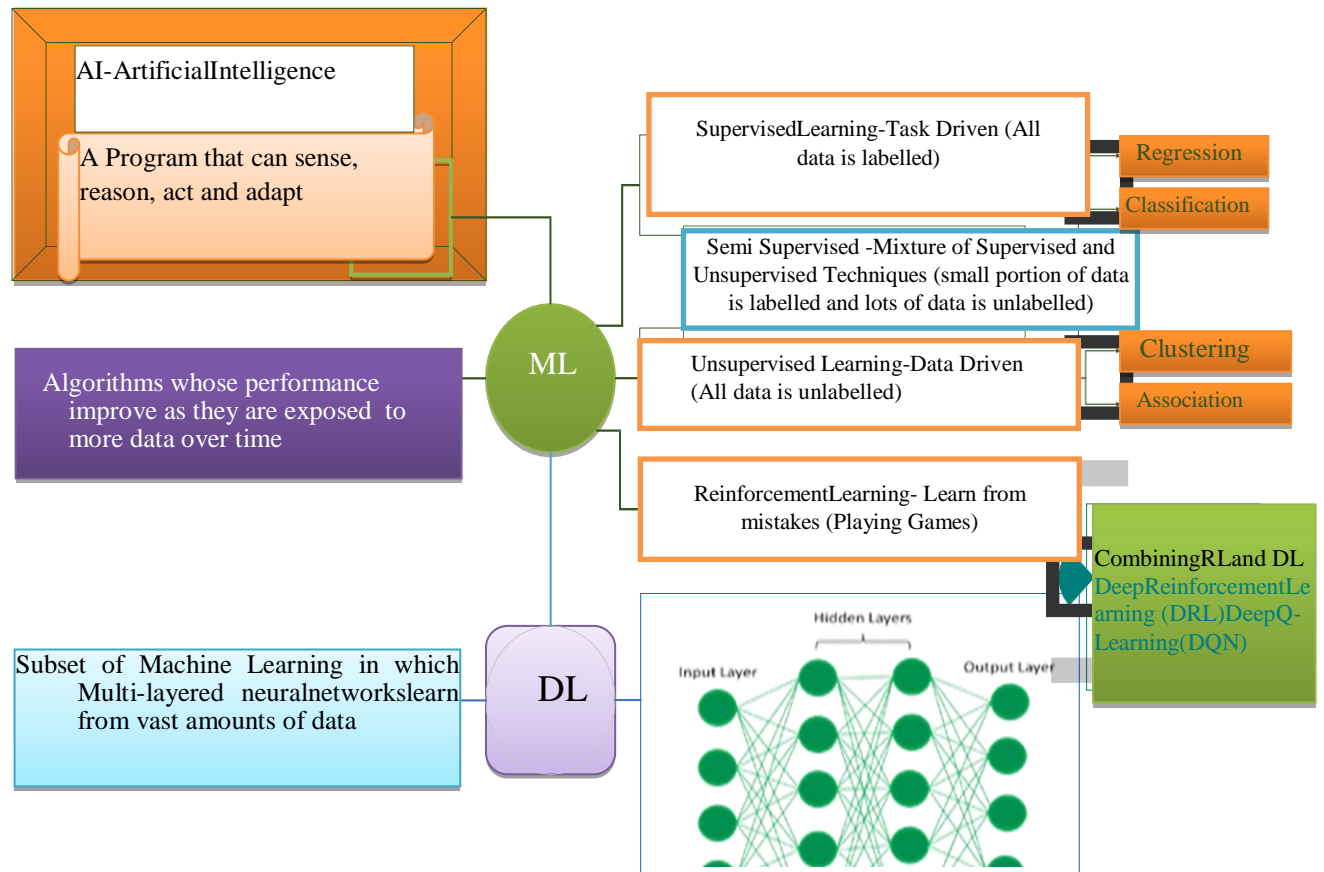 AI-ArtificialIntelligence
A Program that can sense,
reason, act and adapt
SupervisedLearning-Task Driven (All
data is labelled)
Regression
Classification
Semi Supervised -Mixture of Supervised and
Unsupervised Techniques (small portion of data
is labelled and lots of data is unlabelled)
ML
Algorithms whose performance
improve as they are exposed to
more data over time
Unsupervised Learning-Data Driven
(All data is unlabelled)
Clustering
Association
ReinforcementLearning- Learn from
mistakes (Playing Games)
CombiningRLand DL
DeepReinforcementLe
arning (DRL)DeepQ-
Learning(DQN)
Subset of Machine Learning in which
Multi-layered neuralnetworkslearn
from vast amounts of data
DL
Hidden Layers
Input Layer
Output Layer